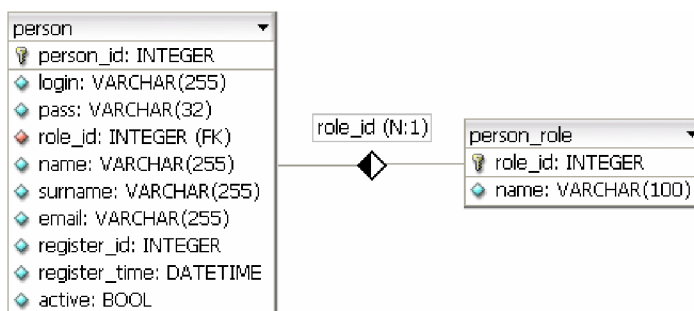 person
person_id: INTEGER
login: VARCHAR(255)
pass: VARCHAR(32)
role_id: INTEGER (FK)
name: VARCHAR(255)
surname: VARCHAR(255)
email: VARCHAR(255)
register_id: INTEGER
register_time: DATETIME
active: BOOL
role_id (N:1)
person_role
role_id: INTEGER
name: VARCHAR(100)